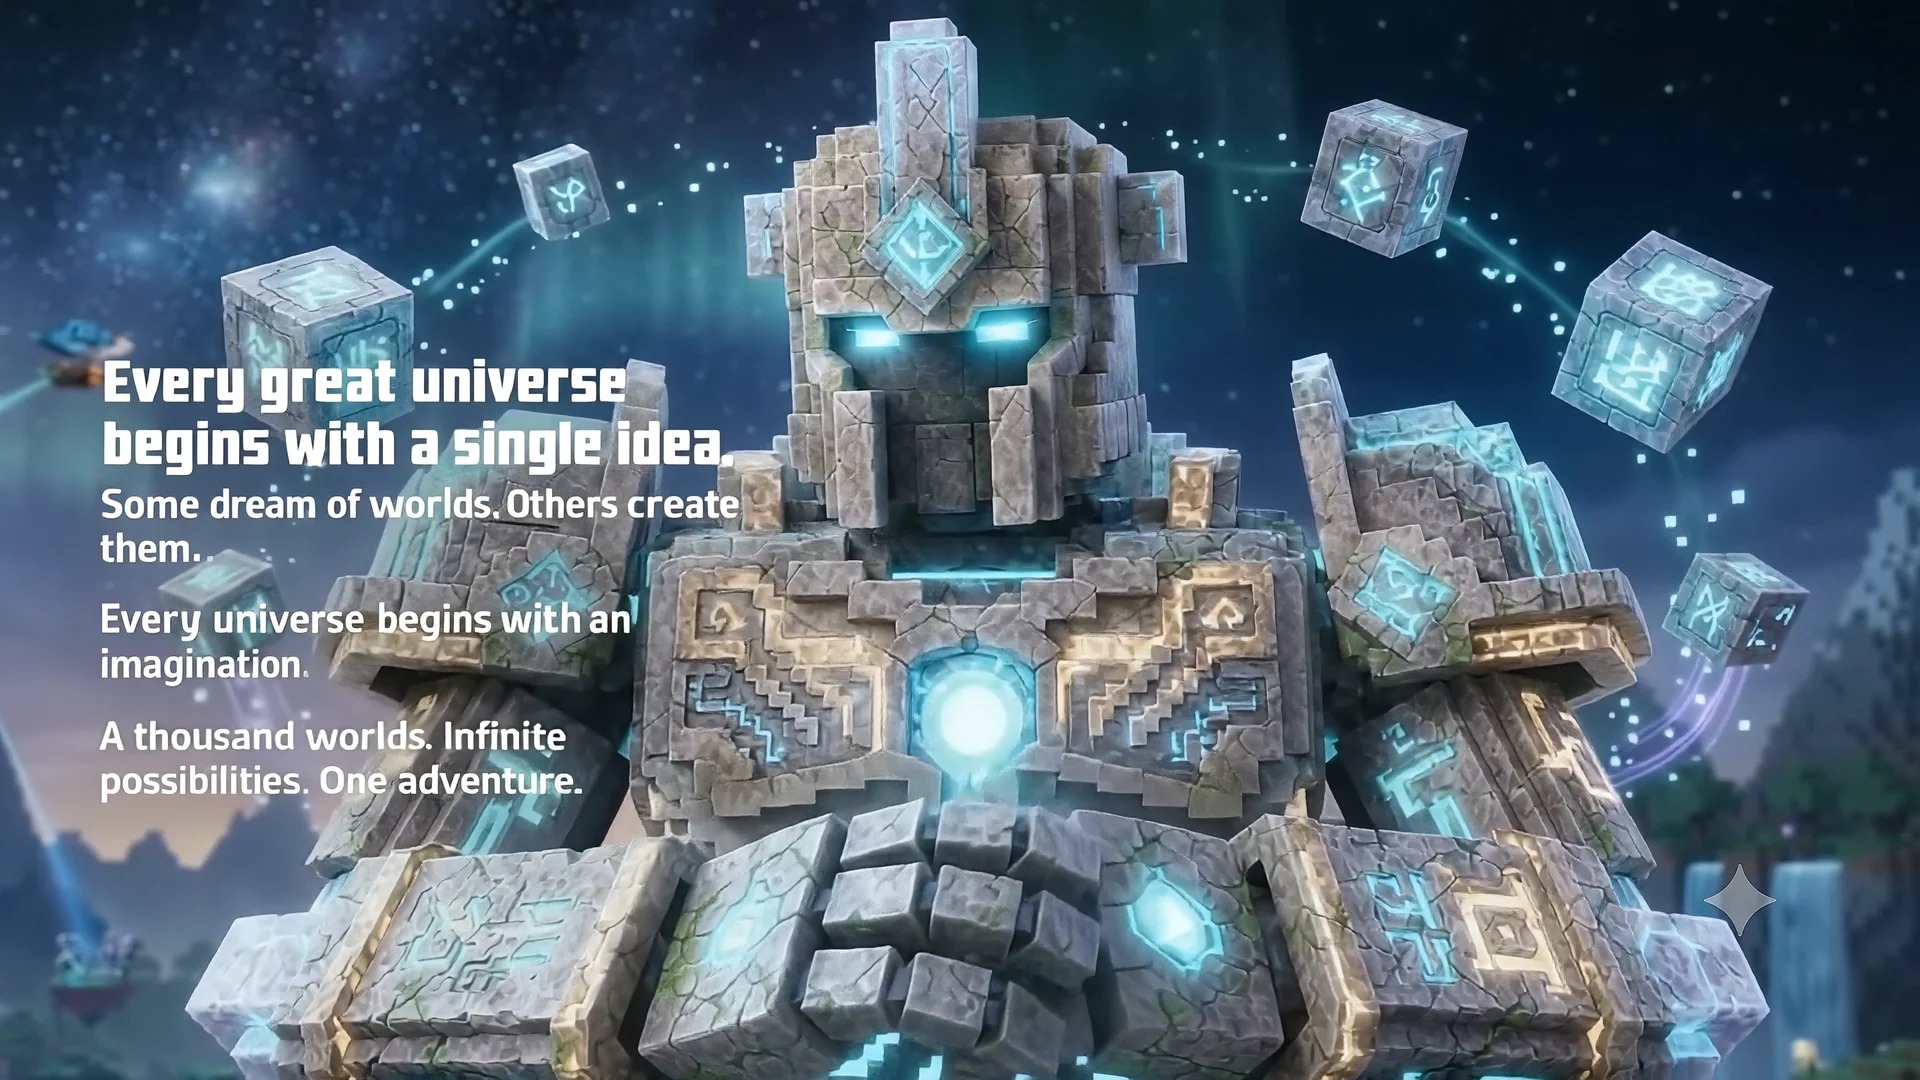 Every great universe
begins with a single idea.
Some dream of worlds. Others create
them..
Every universe begins with an
imagination.
A thousand worlds. Infinite
possibilities. One adventure.